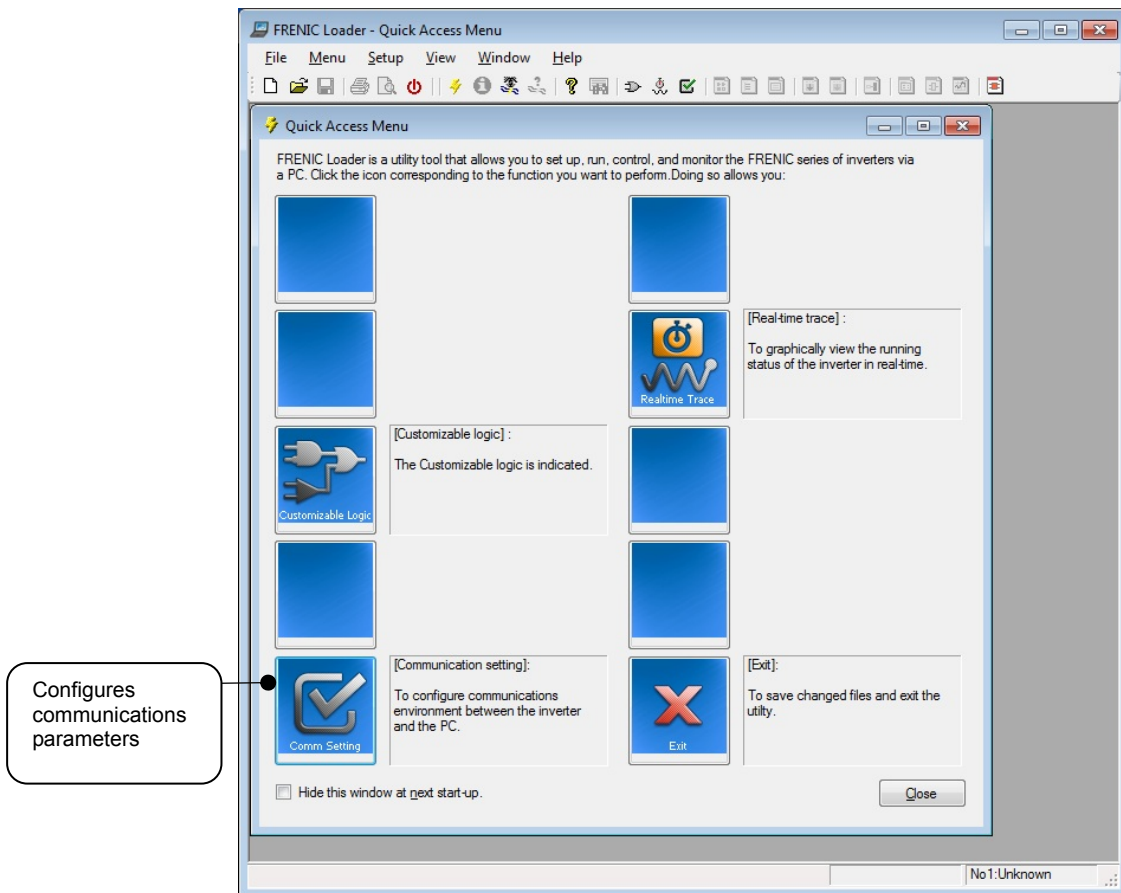 FRENIC Loader - Quick Access Menu
File Menu Setup View Window Help
Quick Access Menu
FRENIC Loader is a utility tool that allows you to set up, run, control, and monitor the FRENIC series of inverters via
a PC. Click the icon corresponding to the function you want to perform.Doing so allows you:
Realtime Trace
[Real-time trace] :
To graphically view the running
status of the inverter in real-time.
Customizable Logic
[Customizable logic] :
The Customizable logic is indicated.
Configures
communications
parameters
Comm Setting
[Communication setting]:
To configure communications
environment between the inverter
and the PC.
Exit
[Exit]:
To save changed files and exit the
utilty.
Hide this window at next start-up.
Close
No1:Unknown